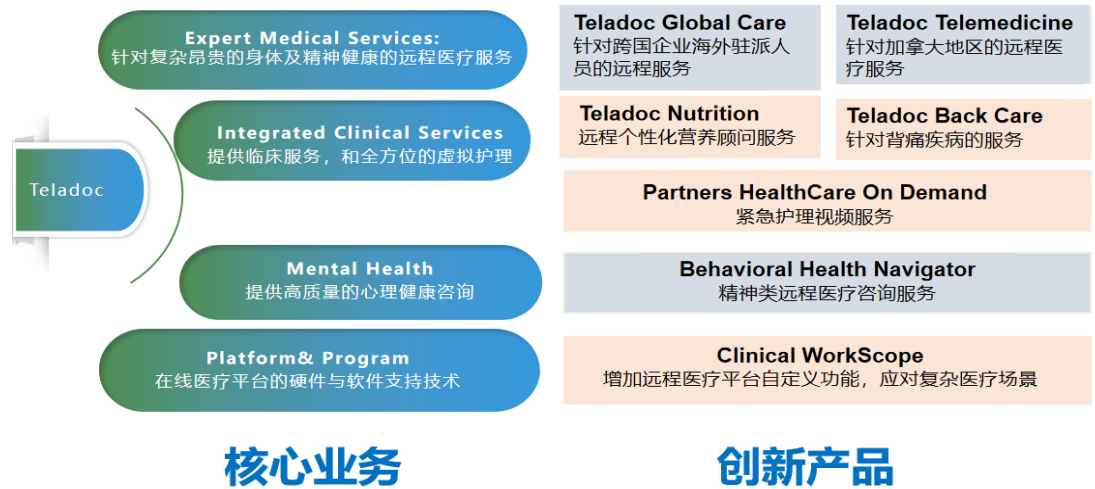 Teladoc
Expert Medical Services:
针对复杂昂贵的身体及精神健康的远程医疗服务
Integrated Clinical Services
提供临床服务，和全方位的虚拟护理
Mental Health
提供高质量的心理健康咨询
Platform& Program
在线医疗平台的硬件与软件支持技术
核心业务
Teladoc Global Care
针对跨国企业海外驻派人
员的远程服务
Teladoc Telemedicine
针对加拿大地区的远程医
疗服务
Teladoc Nutrition
远程个性化营养顾问服务
Teladoc Back Care
针对背痛疾病的服务
Partners HealthCare On Demand
紧急护理视频服务
Behavioral Health Navigator
精神类远程医疗咨询服务
Clinical WorkScope
增加远程医疗平台自定义功能，应对复杂医疗场景
创新产品